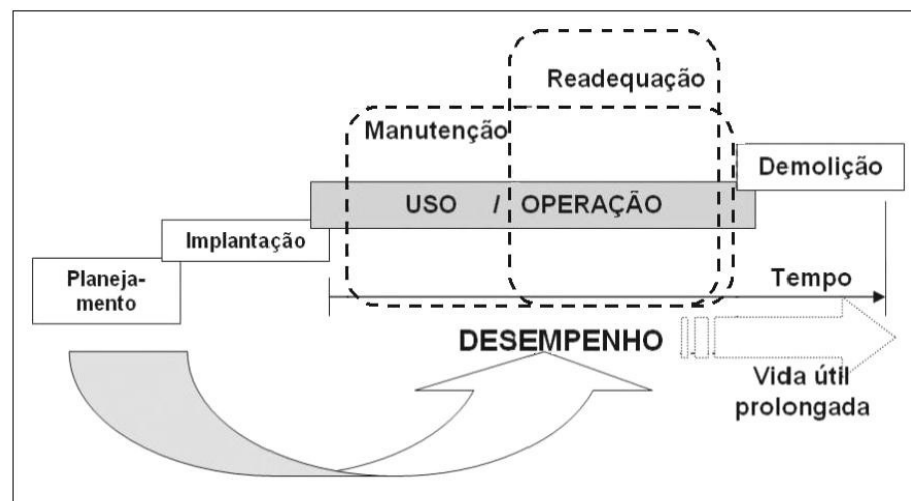 Readequação
Manutenção
Demolição
USO / OPERAÇÃO
Implantação
Planeja-
mento
Tempo
DESEMPENHO
Vida útil
prolongada